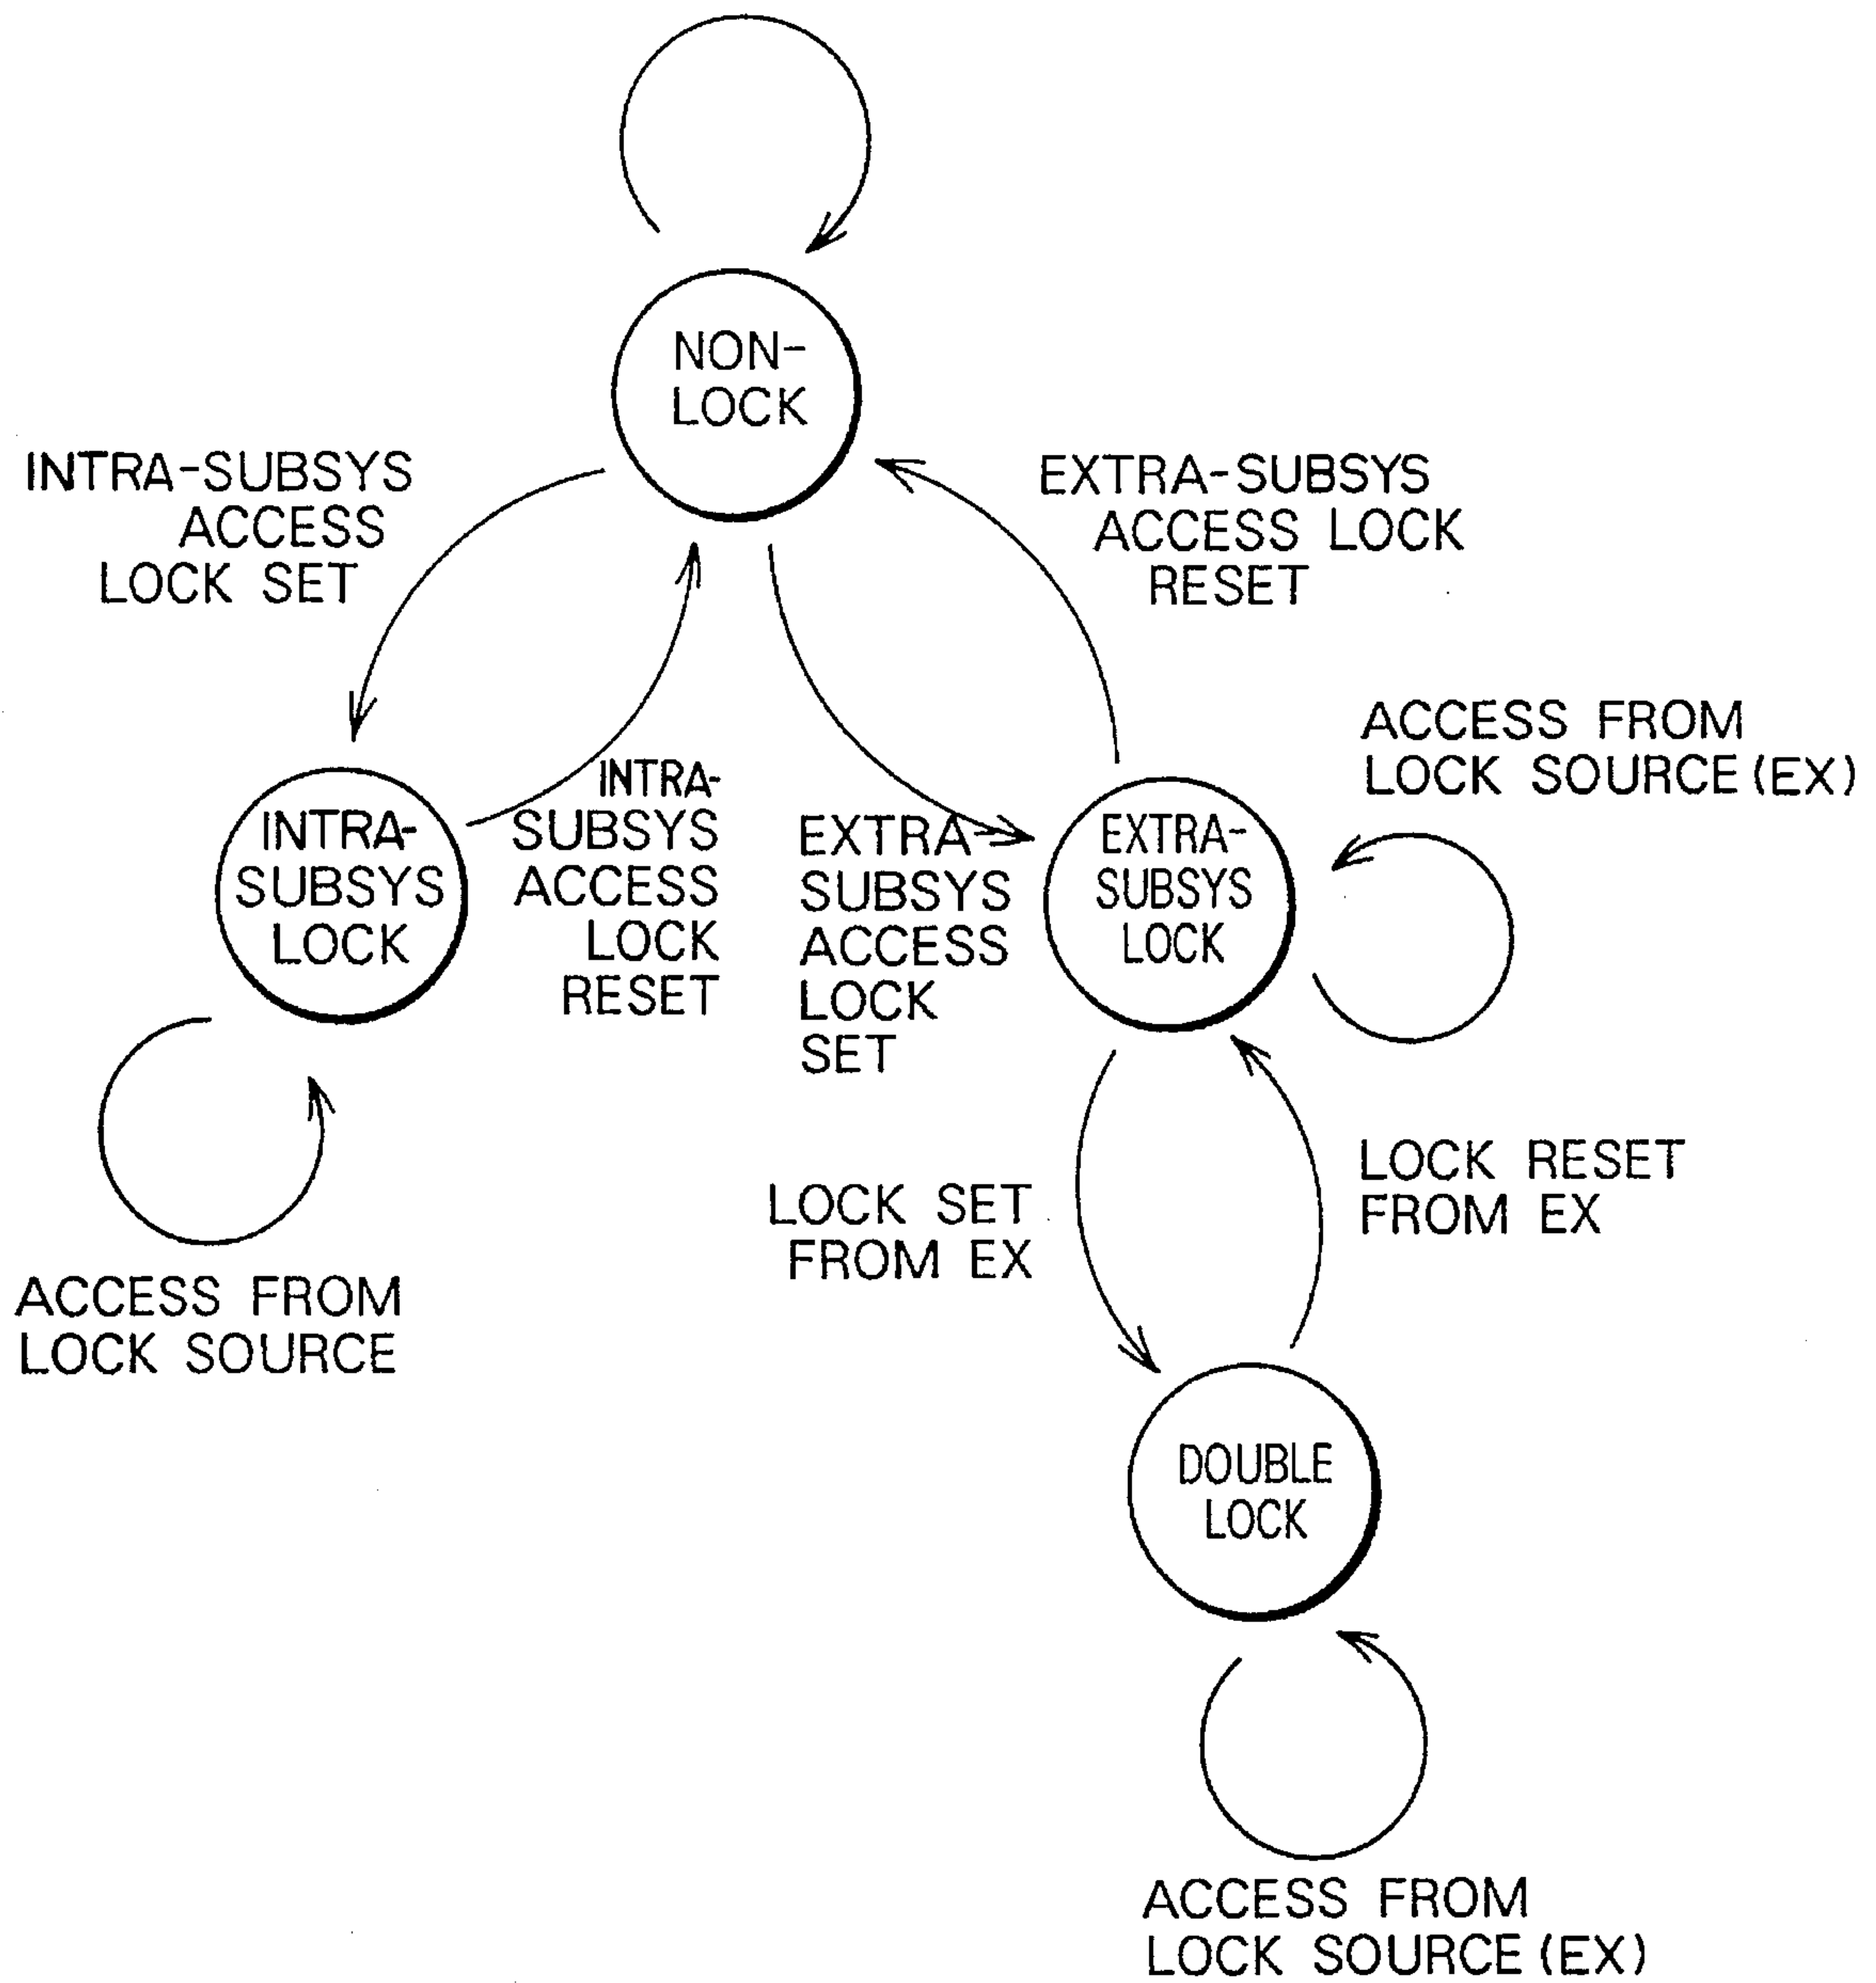 NON-
LOCK
INTRA-SUBSYS
ACCESS
LOCK SET
EXTRA-SUBSYS
ACCESS LOCK
RESET
ACCESS FROM
LOCK SOURCE (EX)
INTRA-
SUBSYS
LOCK
INTRA-
SUBSYS
ACCESS
LOCK
RESET
EXTRA-
SUBSYS
ACCESS
LOCK
SET
EXTRA-
SUBSYS
LOCK
ACCESS FROM
LOCK SOURCE
LOCK SET
FROM EX
LOCK RESET
FROM EX
DOUBLE
LOCK
ACCESS FROM
LOCK SOURCE (EX)